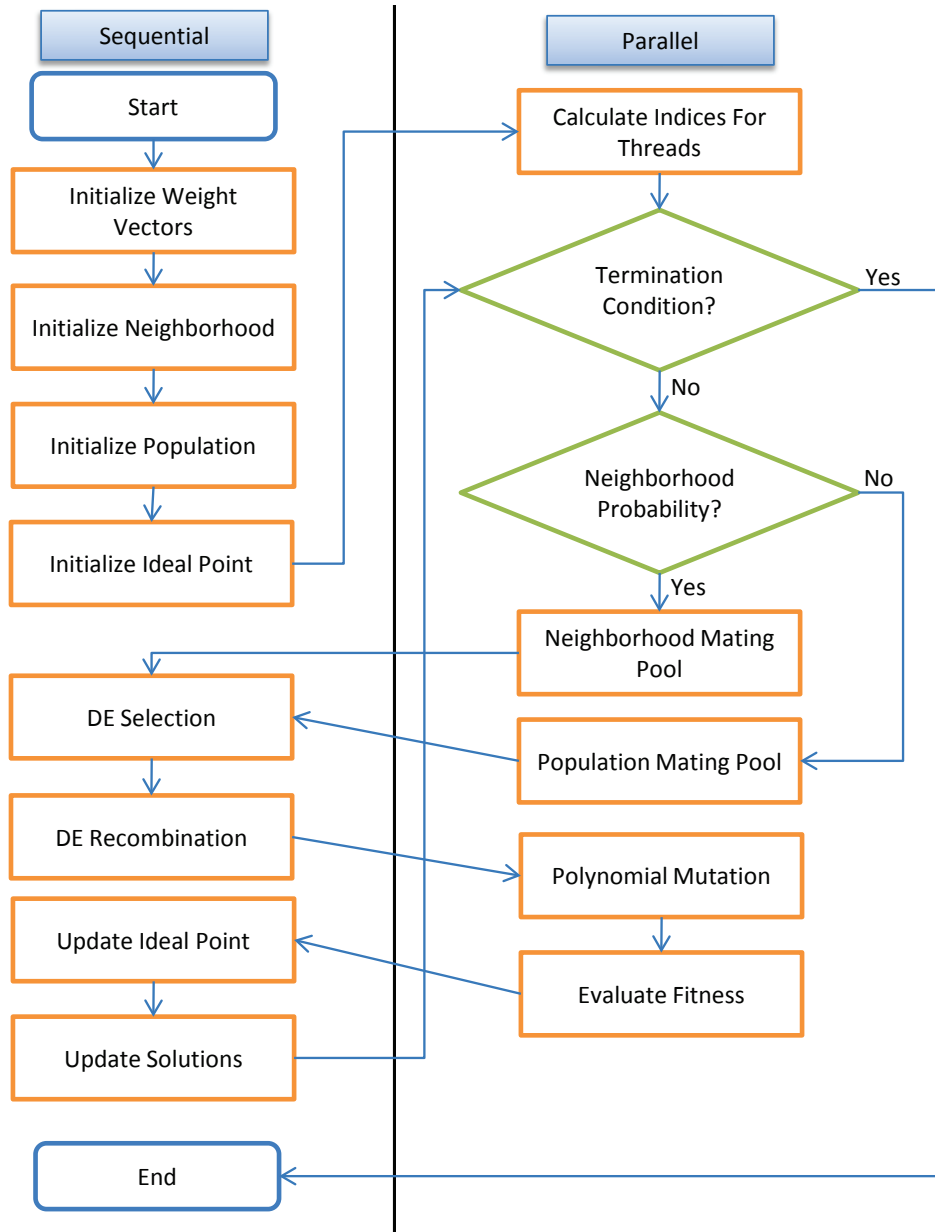 Sequential
Start
Initialize Weight
Vectors
Initialize Neighborhood
Initialize Population
Initialize Ideal Point
DE Selection
DE Recombination
Update Ideal Point
Update Solutions
End
Parallel
Calculate Indices For
Threads
Termination
Condition?
Yes
No
Neighborhood
Probability?
No
Yes
Neighborhood Mating
Pool
Population Mating Pool
Polynomial Mutation
Evaluate Fitness